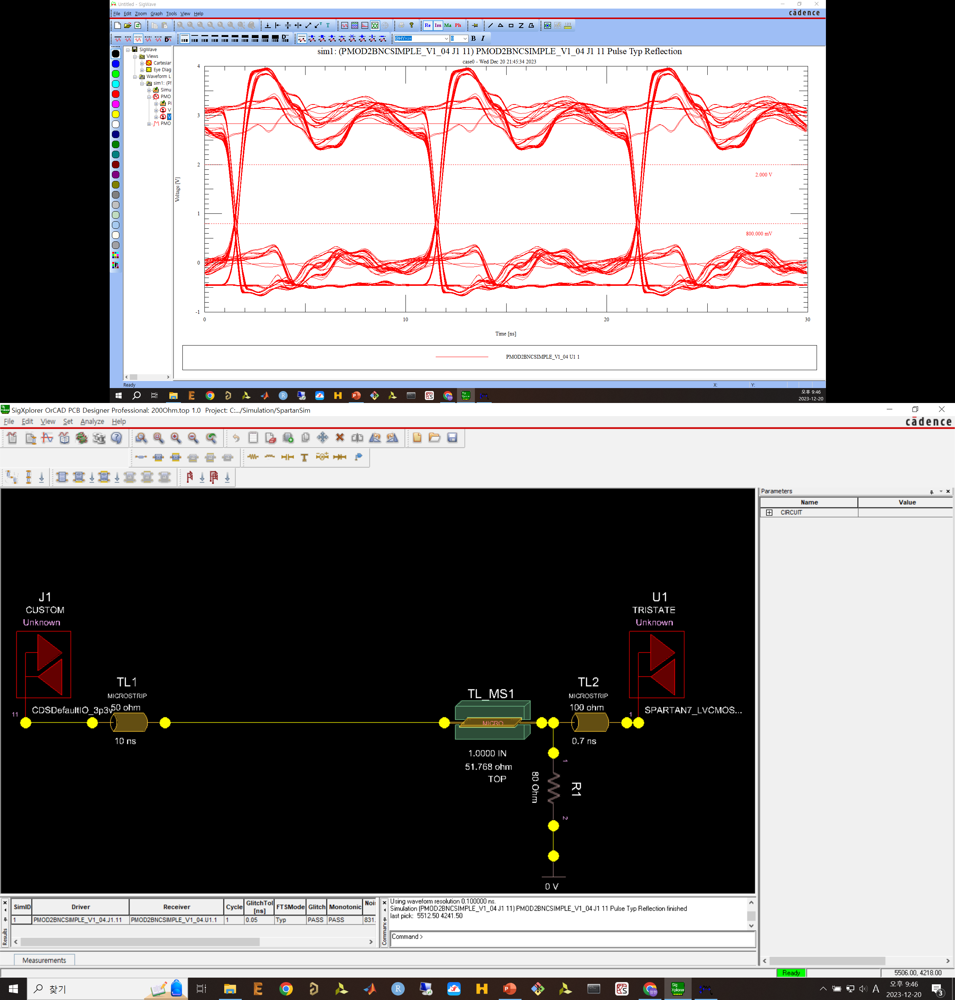 Untitled - SigWave
File Edit Zoom Graph Tools View Help
cādence
Re Im Ma Ph
B I
SigWave
Views
Cartesian
Eye Diag
Waveform L
sim1: (PI
Simu
PMO
Pi
V
V
PMO
sim1: (PMOD2BNCSIMPLE_V1_04 J1 11) PMOD2BNCSIMPLE_V1_04 J1 11 Pulse Typ Reflection
case0 - Wed Dec 20 21:45:34 2023
4
3
2
1
0
-1
Voltage [V]
2.000 V
800.000 mV
0
10
20
30
Time [ns]
PMOD2BNCSIMPLE_V1_04 U1 1
Ready
X:
Y:
오후 9:46
2023-12-20
SigXplorer OrCAD PCB Designer Professional: 200Ohm.top 1.0 Project: C:.../Simulation/SpartanSim
File Edit View Set Analyze Help
cādence
Parameters
Name Value
CIRCUIT
J1
CUSTOM
Unknown
11
CDSDefaultIO_3p3v
TL1
MICROSTRIP
50 ohm
10 ns
TL_MS1
MICRO
1.0000 IN
51.768 ohm
TOP
TL2
MICROSTRIP
100 ohm
0.7 ns
U1
TRISTATE
Unknown
1
SPARTAN7_LVCMOS...
1
80 Ohm
R1
2
0 V
SimID Driver Receiver Cycle GlitchTol [ns] FTSMode Glitch Monotonic Noi
1 PMOD2BNCSIMPLE_V1_04.J1.11 PMOD2BNCSIMPLE_V1_04.U1.1 1 0.05 Typ PASS PASS 831.
Results
Command
Using waveform resolution 0.100000 ns.
Simulation (PMOD2BNCSIMPLE_V1_04 J1 11) PMOD2BNCSIMPLE_V1_04 J1 11 Pulse Typ Reflection finished
last pick: 5512.50 4241.50
Command >
Measurements
Ready
5506.00, 4218.00
찾기
A
오후 9:46
2023-12-20
3